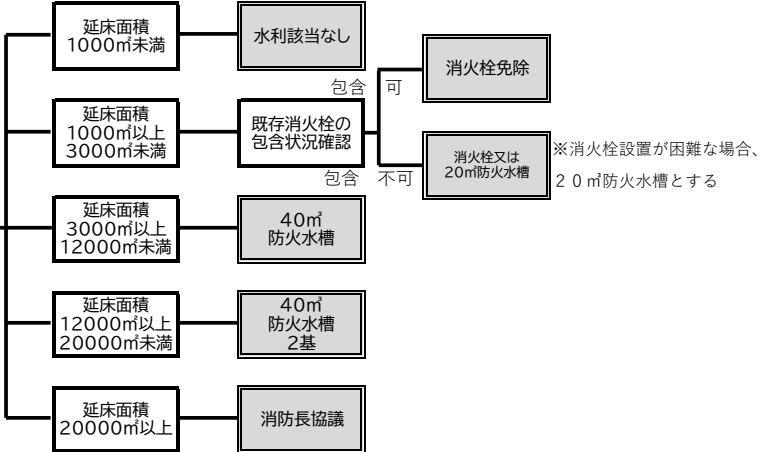 延床面積
1000㎡未満
水利該当なし
消火栓免除
包含 可
延床面積
1000㎡以上
3000㎡未満
既存消火栓の
包含状況確認
消火栓又は
20㎥防火水槽
※消火栓設置が困難な場合、
２０㎥防火水槽とする
包含 不可
延床面積
3000㎡以上
12000㎡未満
40㎥
防火水槽
延床面積
12000㎡以上
20000㎡未満
40㎥
防火水槽
2基
延床面積
20000㎡以上
消防長協議